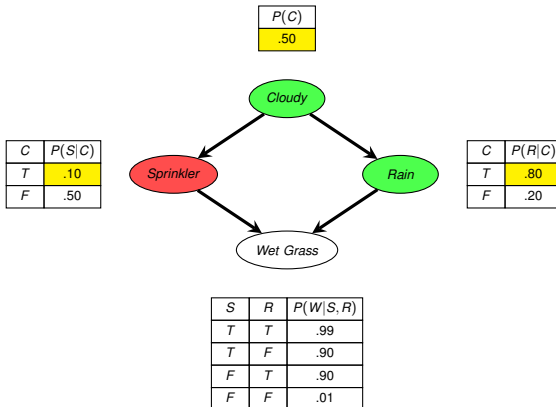 P(C)
.50
Cloudy
C P(S|C)
T .10
F .50
Sprinkler
Rain
C P(R|C)
T .80
F .20
Wet Grass
S R P(W|S, R)
T T .99
T F .90
F T .90
F F .01